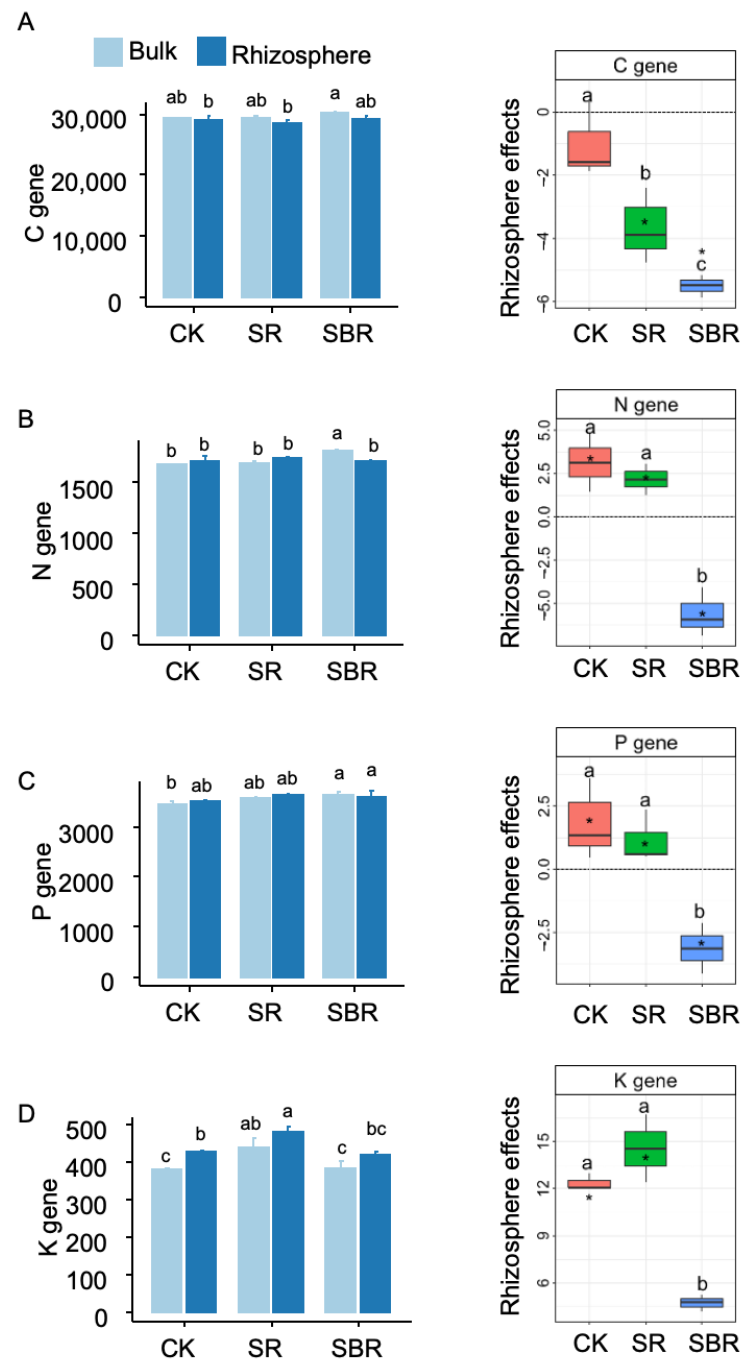 A
Bulk Rhizosphere
C gene
30,000
20,000
10,000
0
ab b ab b a ab
CK SR SBR
C gene
Rhizosphere effects
0
−2
−4
−6
a
b
*
*
c
CK SR SBR
B
N gene
1500
1000
500
0
b b b b a b
CK SR SBR
N gene
Rhizosphere effects
5.0
2.5
0.0
−2.5
−5.0
a a
* *
b
*
CK SR SBR
C
P gene
3000
2000
1000
0
b ab ab ab a a
CK SR SBR
P gene
Rhizosphere effects
2.5
0.0
−2.5
a a
* *
b
*
CK SR SBR
D
K gene
500
400
300
200
100
0
c b ab a c bc
CK SR SBR
K gene
Rhizosphere effects
15
12
9
6
a
a
*
*
b
CK SR SBR